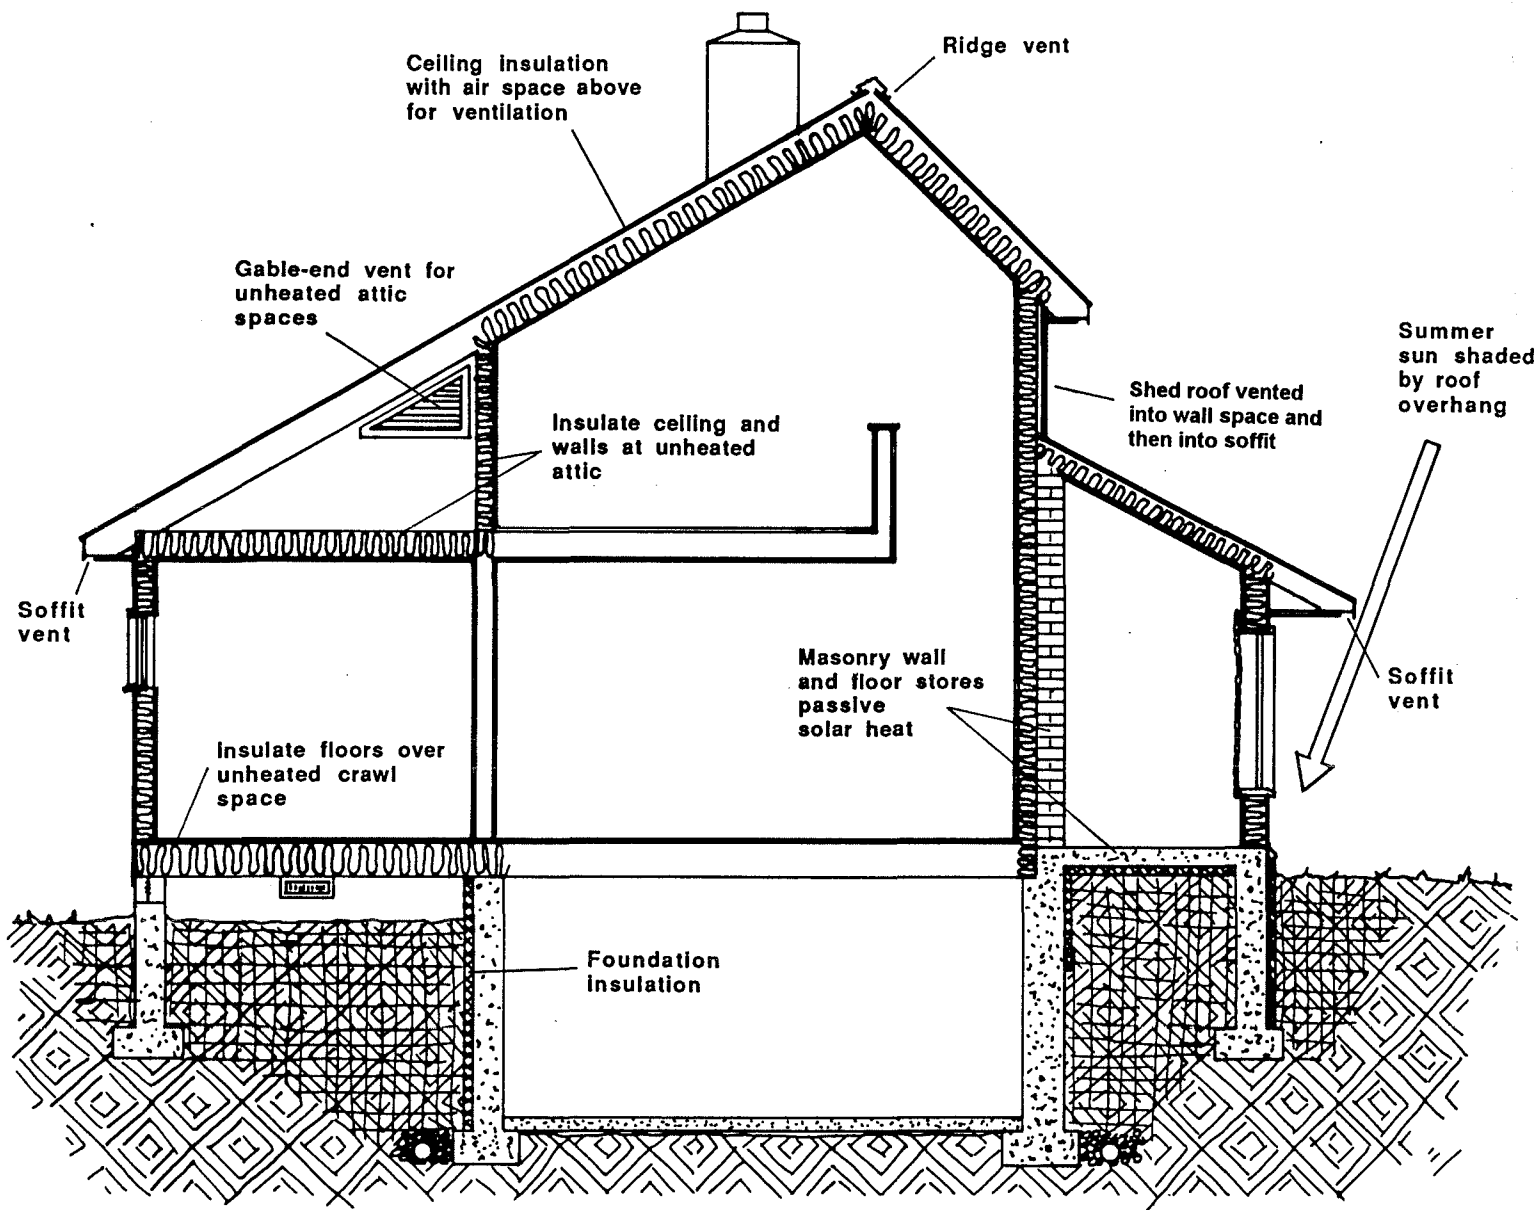 Ceiling insulation
with air space above
for ventilation
Ridge vent
Gable-end vent for
unheated attic
spaces
Summer
sun shaded
by roof
overhang
Shed roof vented
into wall space and
then into soffit
Insulate ceiling and
walls at unheated
attic
Soffit
vent
Masonry wall
and floor stores
passive
solar heat
Soffit
vent
Insulate floors over
unheated crawl
space
Foundation
insulation